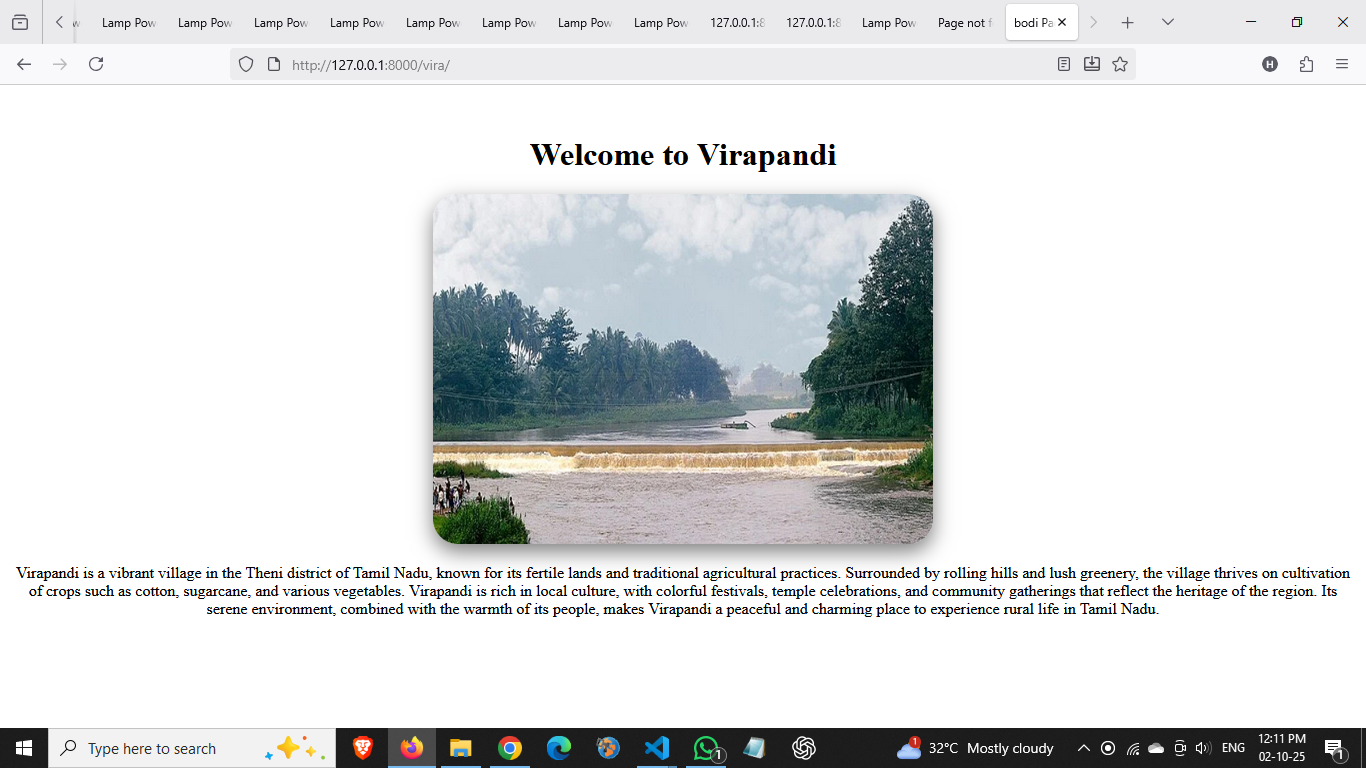 Lamp Pow Lamp Pow Lamp Pow Lamp Pow Lamp Pow Lamp Pow Lamp Pow Lamp Pow 127.0.0.1:8 127.0.0.1:8 Lamp Pow Page not f bodi Pa
http://127.0.0.1:8000/vira/
H
Welcome to Virapandi
Virapandi is a vibrant village in the Theni district of Tamil Nadu, known for its fertile lands and traditional agricultural practices. Surrounded by rolling hills and lush greenery, the village thrives on cultivation
of crops such as cotton, sugarcane, and various vegetables. Virapandi is rich in local culture, with colorful festivals, temple celebrations, and community gatherings that reflect the heritage of the region. Its
serene environment, combined with the warmth of its people, makes Virapandi a peaceful and charming place to experience rural life in Tamil Nadu.
Type here to search 1 1 32°C Mostly cloudy ENG 12:11 PM 1
02-10-25